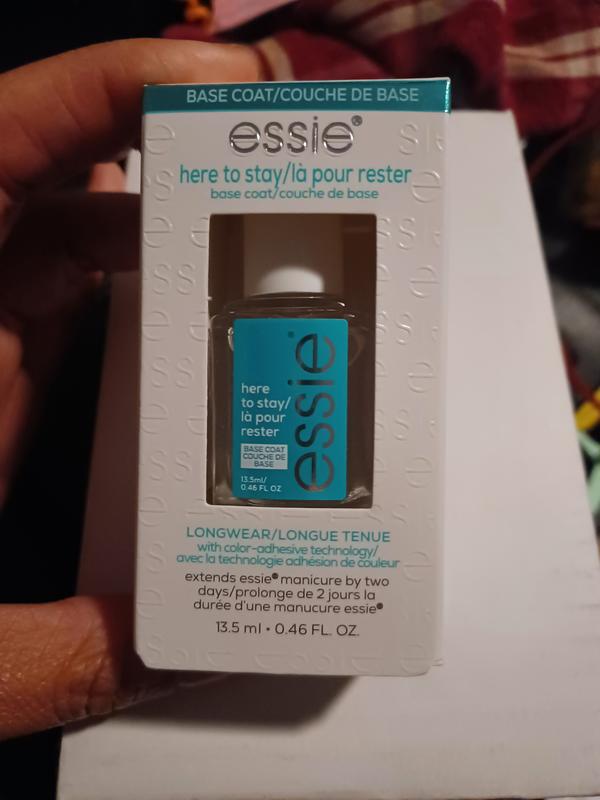 BASE COAT/COUCHE DE BASE
essie®
here to stay/là pour rester
base coat/couche de base
essie®
here
to stay/
là pour
rester
BASE COAT
COUCHE DE
BASE
13.5ml/
0.46 FL OZ
LONGWEAR/LONGUE TENUE
with color-adhesive technology/
avec la technologie adhésion de couleur
extends essie® manicure by two
days/prolonge de 2 jours la
durée d'une manucure essie®
13.5 ml • 0.46 FL. OZ.